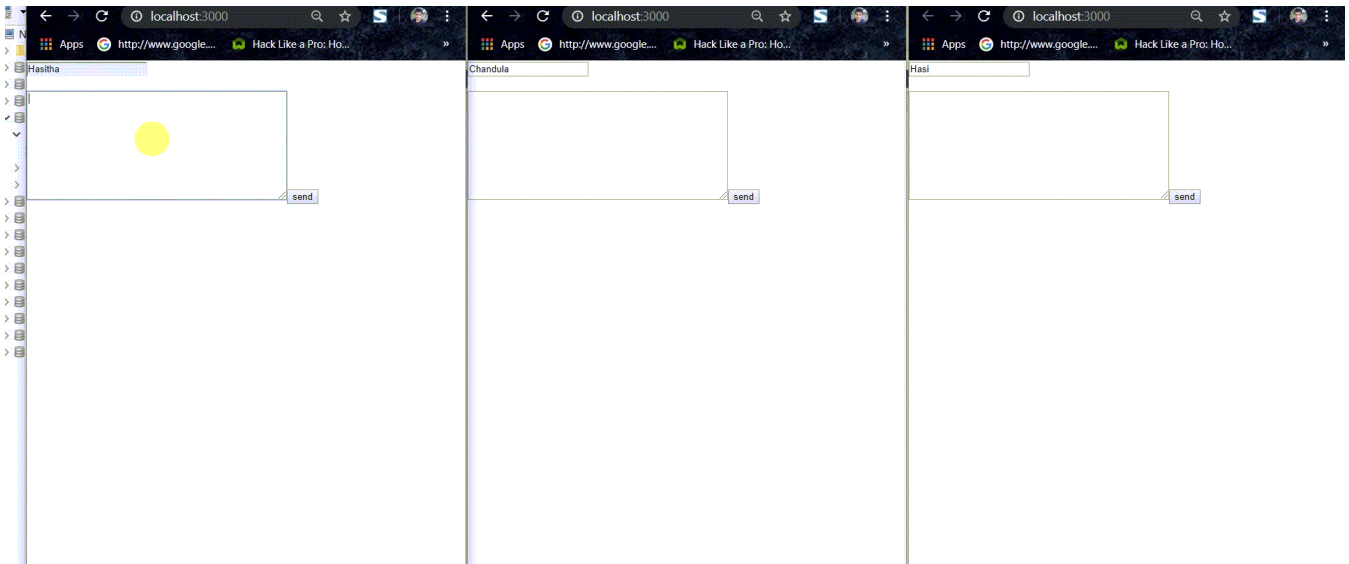 N
localhost:3000
Apps http://www.google.... Hack Like a Pro: Ho... »
Hasitha
send
localhost:3000
Apps http://www.google.... Hack Like a Pro: Ho... »
Chandula
send
localhost:3000
Apps http://www.google.... Hack Like a Pro: Ho... »
Hasi
send